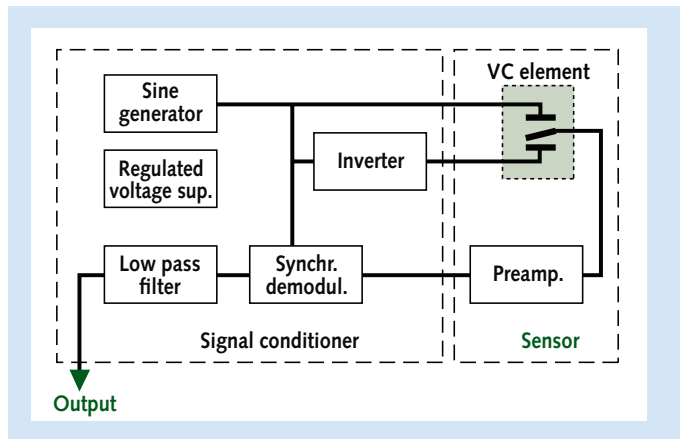 VC element
Sine
generator
Inverter
Regulated
voltage sup.
Low pass
filter
Synchr.
demodul.
Preamp.
Signal conditioner
Sensor
Output